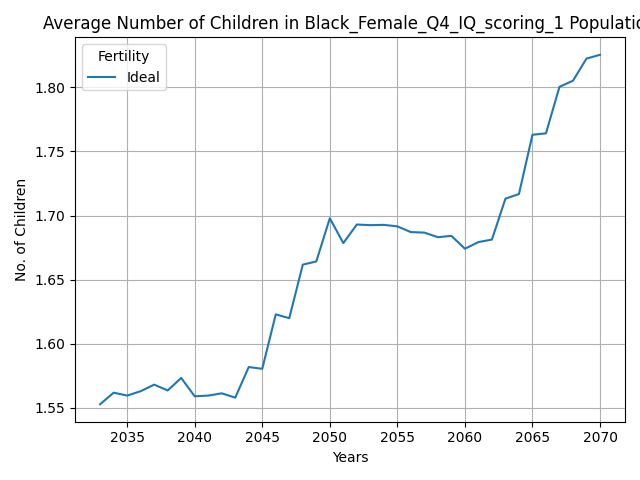 Average Number of Children in Black_Female_Q4_IQ_scoring_1 Populatio
Fertility
Ideal
No. of Children
1.80
1.75
1.70
1.65
1.60
1.55
2035 2040 2045 2050 2055 2060 2065 2070
Years